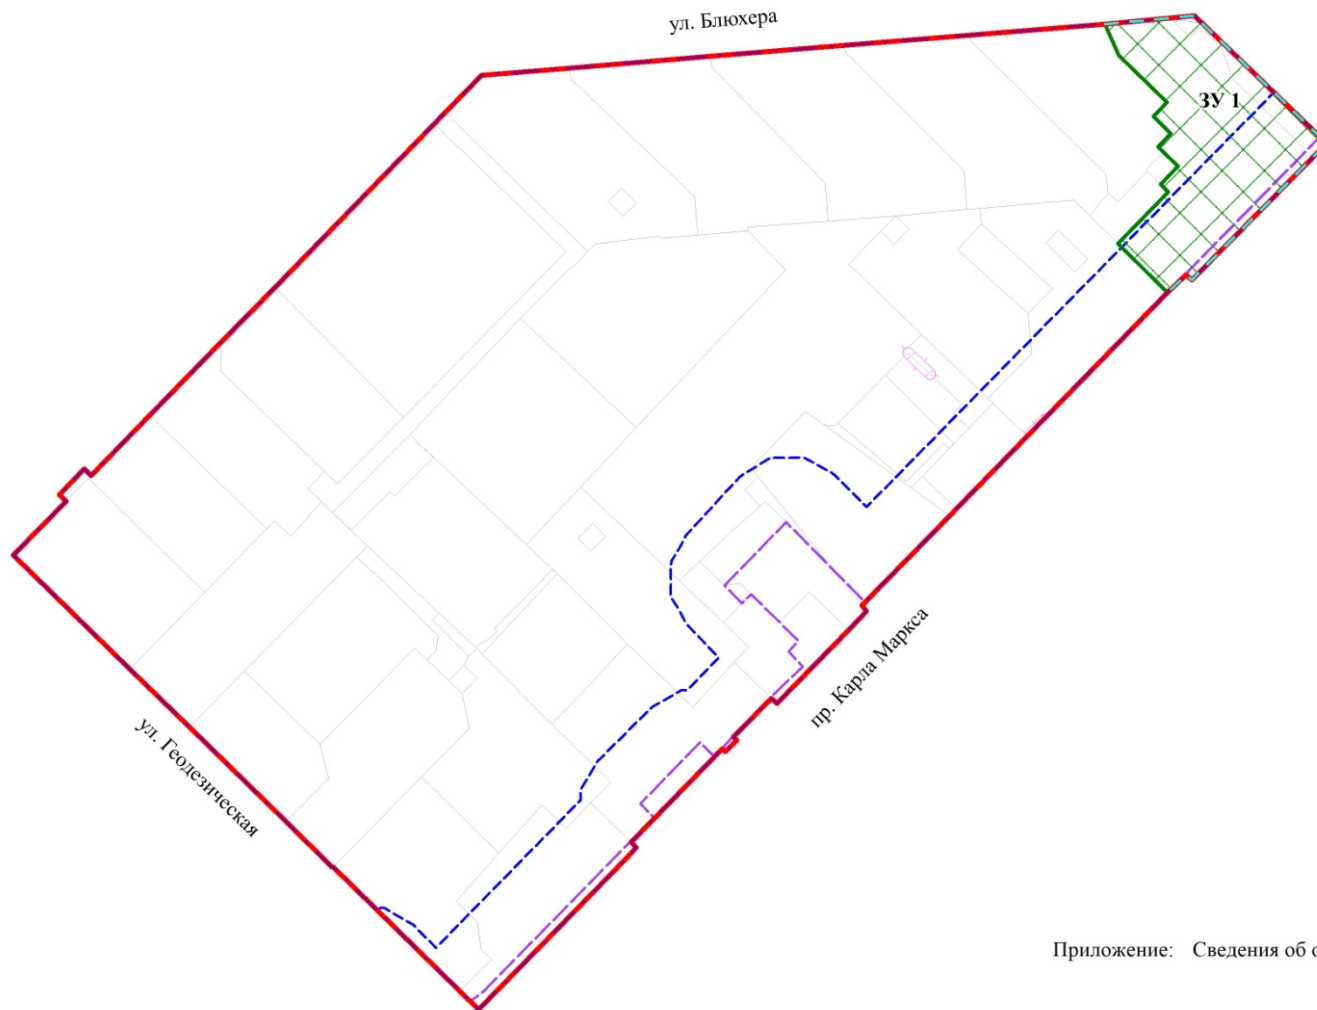 ул. Блюхера
ЗУ 1
пр. Карла Маркса
ул. Геодезическая
Приложение: Сведения об о